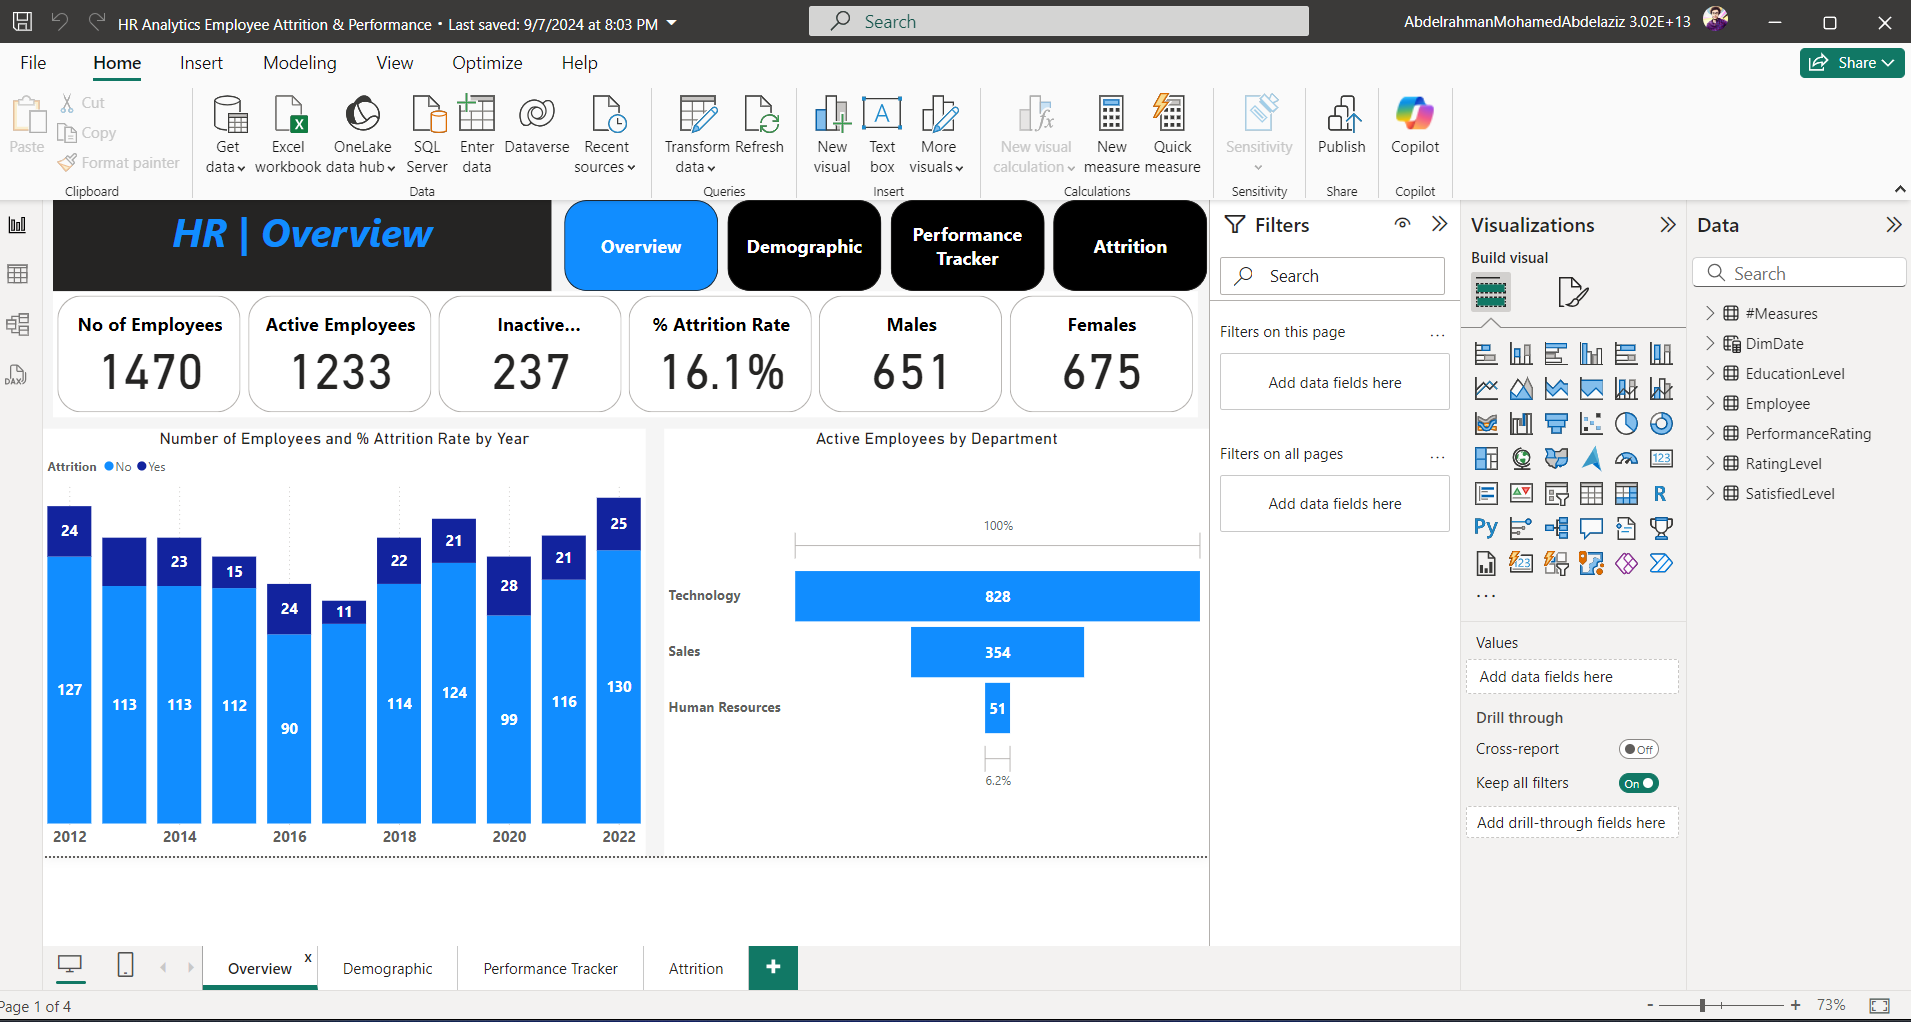 HR Analytics Employee Attrition & Performance • Last saved: 9/7/2024 at 8:03 PM
Search
AbdelrahmanMohamedAbdelaziz 3.02E+13
File
Home
Insert
Modeling
View
Optimize
Help
Share
Paste
Cut
Copy
Format painter
Clipboard
Get data
Excel workbook
OneLake data hub
SQL Server
Enter data
Dataverse
Recent sources
Data
Transform data
Refresh
Queries
New visual
Text box
More visuals
Insert
New visual calculation
New measure
Quick measure
Calculations
Sensitivity
Sensitivity
Publish
Share
Copilot
Copilot
HR | Overview
Overview
Demographic
Performance Tracker
Attrition
No of Employees
1470
Active Employees
1233
Inactive...
237
% Attrition Rate
16.1%
Males
651
Females
675
Number of Employees and % Attrition Rate by Year
Attrition No Yes
24
23
15
24
11
22
21
28
21
25
127
113
113
112
90
114
124
99
116
130
2012
2014
2016
2018
2020
2022
Active Employees by Department
100%
Technology
828
Sales
354
Human Resources
51
6.2%
Filters
Search
Filters on this page
...
Add data fields here
Filters on all pages
...
Add data fields here
Visualizations
Build visual
123
R
Py
123
...
Values
Add data fields here
Drill through
Cross-report
Off
Keep all filters
On
Add drill-through fields here
Data
Search
#Measures
DimDate
EducationLevel
Employee
PerformanceRating
RatingLevel
SatisfiedLevel
DAX
Overview
x
Demographic
Performance Tracker
Attrition
+
Page 1 of 4
- + 73%